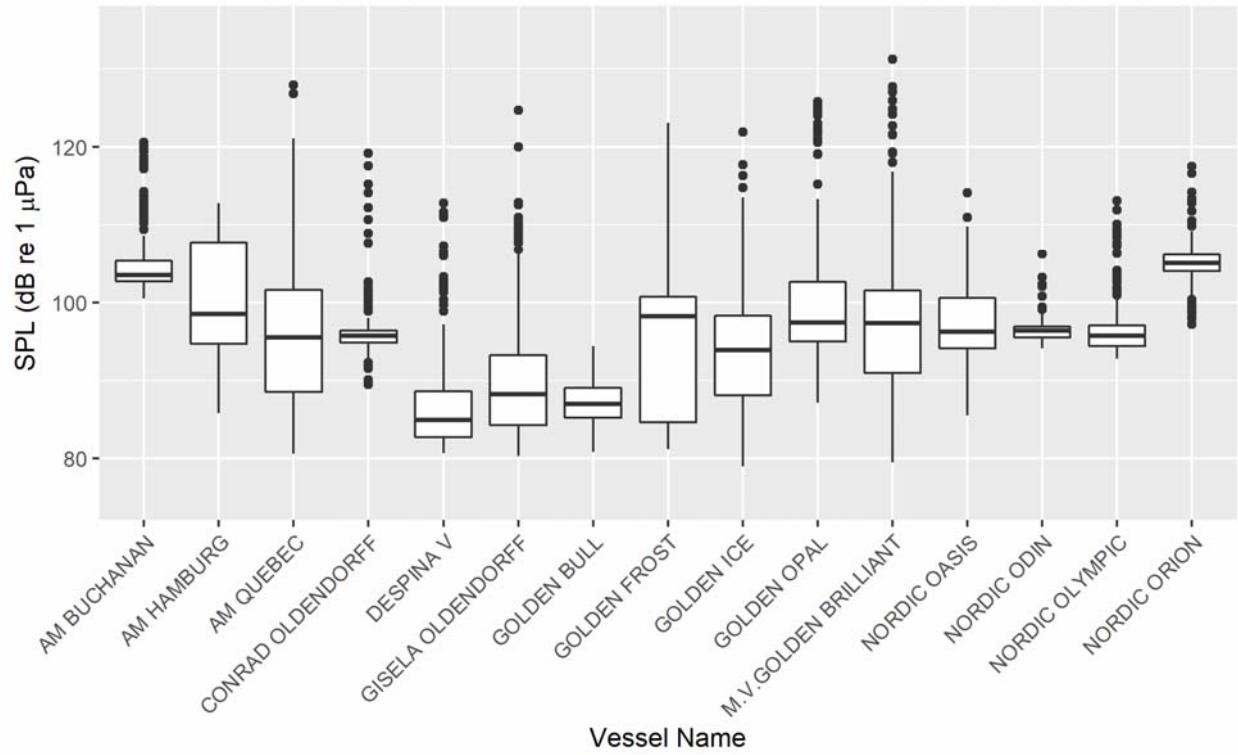 SPL (dB re 1 μPa)
120
100
80
AM BUCHANAN
AM HAMBURG
AM QUEBEC
CONRAD OLDENDORFF
DESPINA V
GISELA OLDENDORFF
GOLDEN BULL
GOLDEN FROST
GOLDEN ICE
GOLDEN OPAL
M.V.GOLDEN BRILLIANT
NORDIC OASIS
NORDIC ODIN
NORDIC OLYMPIC
NORDIC ORION
Vessel Name